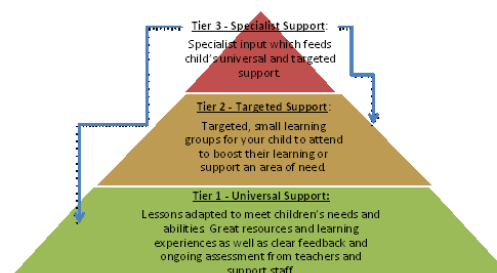 Tier 3 - Specialist Support:
Specialist input which feeds
child's universal and targeted
support.
Tier 2 - Targeted Support:
Targeted, small learning
groups for your child to attend
to boost their learning or
support an area of need.
Tier 1 - Universal Support:
Lessons adapted to meet children's needs and
abilities. Great resources and learning
experiences as well as clear feedback and
ongoing assessment from teachers and
support staff